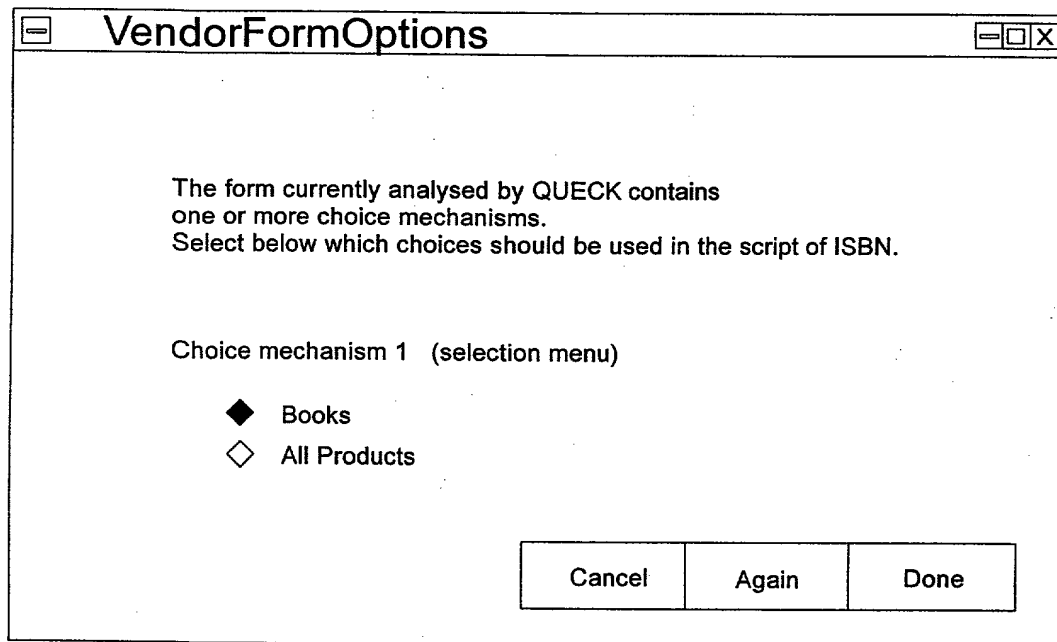 VendorFormOptions
The form currently analysed by QUECK contains
one or more choice mechanisms.
Select below which choices should be used in the script of ISBN.
Choice mechanism 1 (selection menu)
Books
All Products
Cancel Again Done